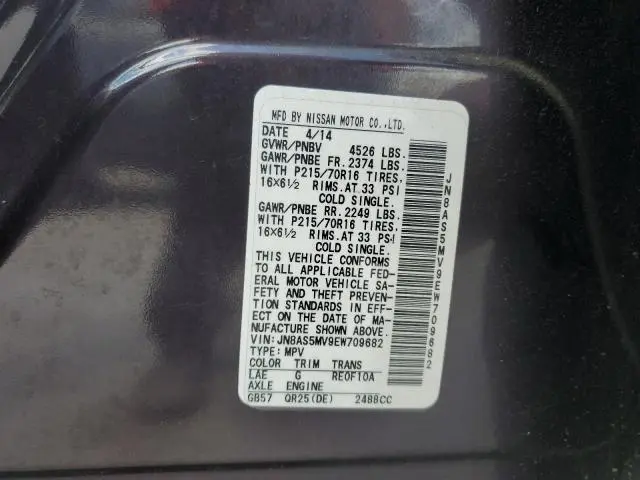 MFD BY NISSAN MOTOR CO.,LTD.
DATE 4/14
GVWR/PNBV 4526 LBS.
GAWR/PNBE FR. 2374 LBS.
WITH P215/70R16 TIRES,
16X6½ RIMS.AT 33 PSI
COLD SINGLE.
GAWR/PNBE RR. 2249 LBS.
WITH P215/70R16 TIRES,
16X6½ RIMS.AT 33 PSI
COLD SINGLE.
THIS VEHICLE CONFORMS
TO ALL APPLICABLE FED-
ERAL MOTOR VEHICLE SA-
FETY AND THEFT PREVEN-
TION STANDARDS IN EFF-
ECT ON THE DATE OF MA-
NUFACTURE SHOWN ABOVE.
VIN: JN8AS5MV9EW709682
TYPE: MPV
COLOR TRIM TRANS
LAE G RE0F10A
AXLE ENGINE
GB57 QR25(DE) 2488CC
JN8AS5MV9EW709682